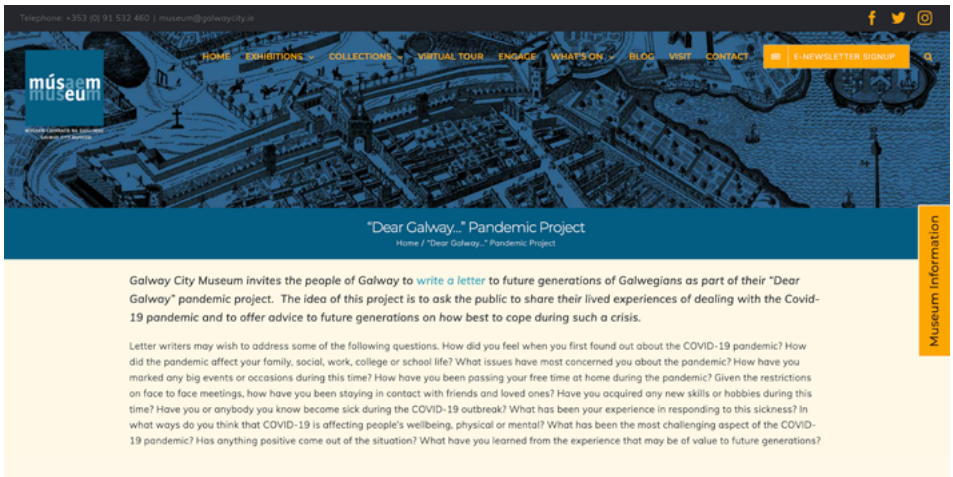 Telephone: +353 (0) 91 532 460 | museum@galwaycity.ie
HOME EXHIBITIONS COLLECTIONS VIRTUAL TOUR ENGAGE WHAT'S ON BLOG VISIT CONTACT E-NEWSLETTER SIGNUP
músaem
museum
GALWAY CITY MUSEUM
"Dear Galway..." Pandemic Project
Home / "Dear Galway..." Pandemic Project
Museum Information
Galway City Museum invites the people of Galway to write a letter to future generations of Galwegians as part of their "Dear
Galway" pandemic project. The idea of this project is to ask the public to share their lived experiences of dealing with the Covid-
19 pandemic and to offer advice to future generations on how best to cope during such a crisis.
Letter writers may wish to address some of the following questions. How did you feel when you first found out about the COVID-19 pandemic? How
did the pandemic affect your family, social, work, college or school life? What issues have most concerned you about the pandemic? How have you
marked any big events or occasions during this time? How have you been passing your free time at home during the pandemic? Given the restrictions
on face to face meetings, how have you been staying in contact with friends and loved ones? Have you acquired any new skills or hobbies during this
time? Have you or anybody you know become sick during the COVID-19 outbreak? What has been your experience in responding to this sickness? In
what ways do you think that COVID-19 is affecting people's wellbeing, physical or mental? What has been the most challenging aspect of the COVID-
19 pandemic? Has anything positive come out of the situation? What have you learned from the experience that may be of value to future generations?